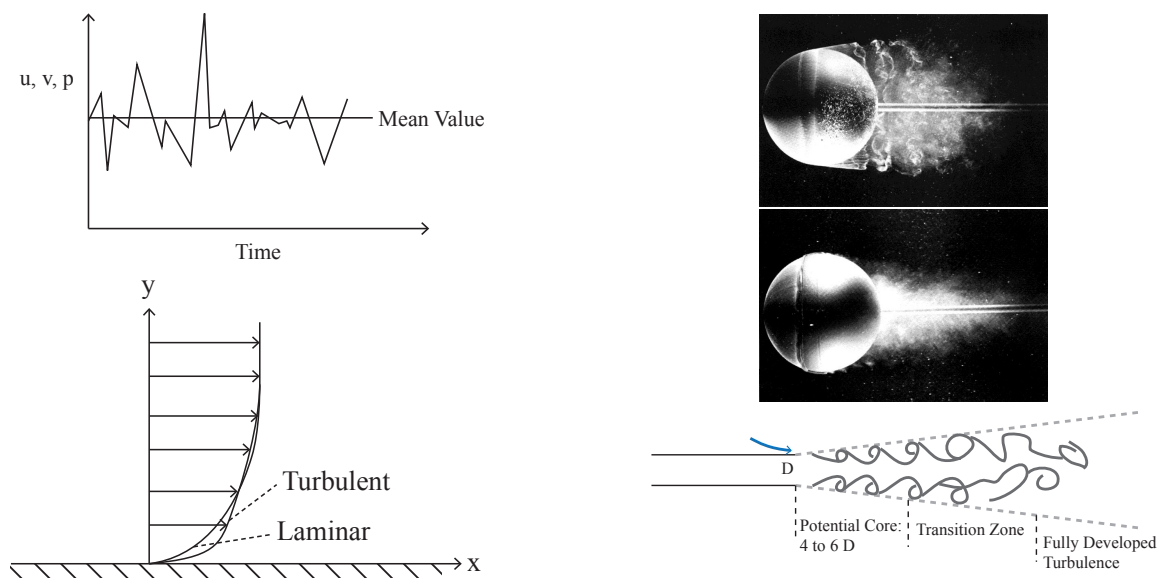 u, v, p
Mean Value
Time
y
Turbulent
Laminar
x
D
Potential Core:
4 to 6 D
Transition Zone
Fully Developed
Turbulence